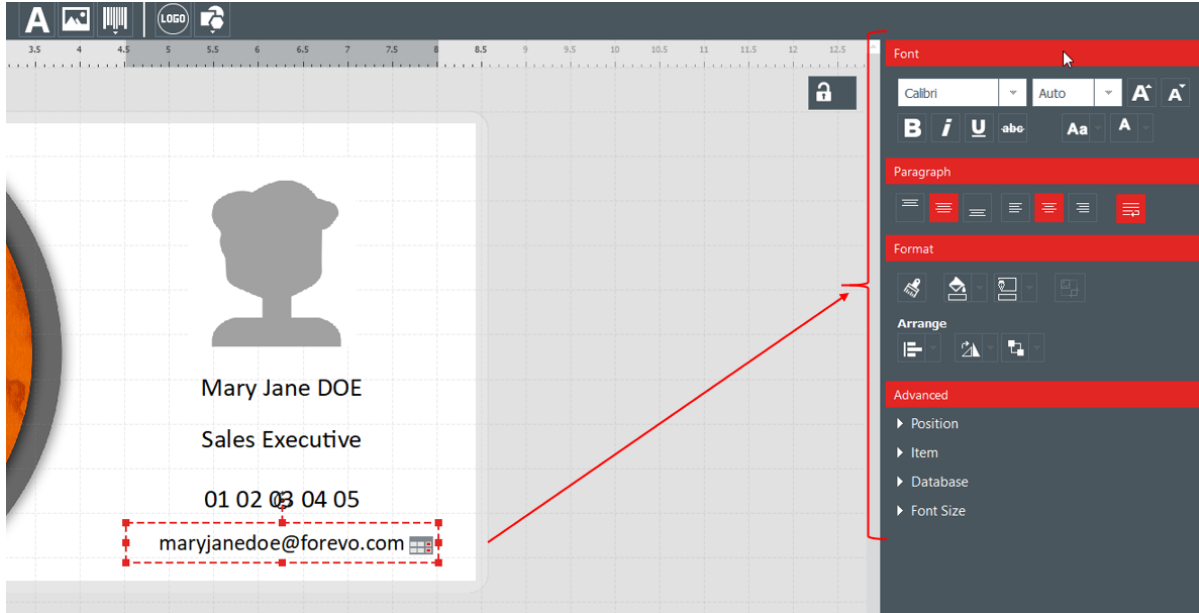 A LOGO
3.5 4 4.5 5 5.5 6 6.5 7 7.5 8 8.5 9 9.5 10 10.5 11 11.5 12 12.5
Font
Calibri Auto A A
B i U abc Aa A
Paragraph
Format
Arrange
Advanced
Position
Item
Database
Font Size
Mary Jane DOE
Sales Executive
01 02 03 04 05
maryjanedoe@forevo.com